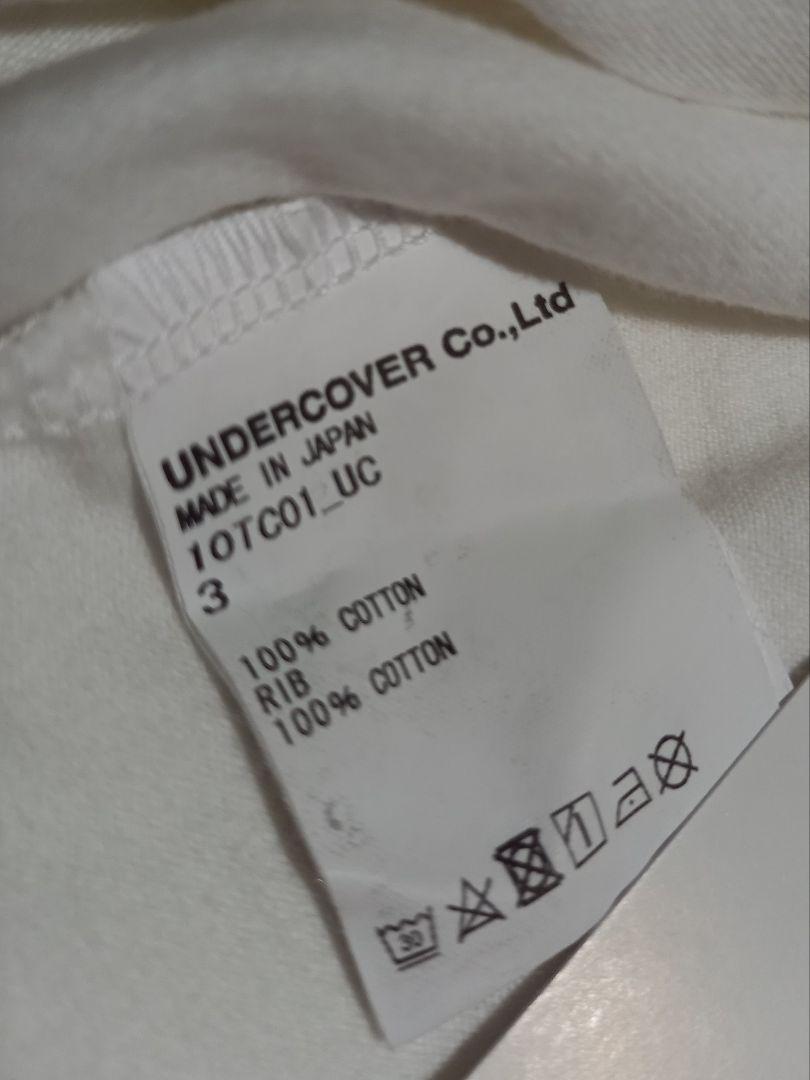 UNDERCOVER Co.,Ltd
MADE IN JAPAN
10TC01_UC
3
100% COTTON
RIB
100% COTTON
30